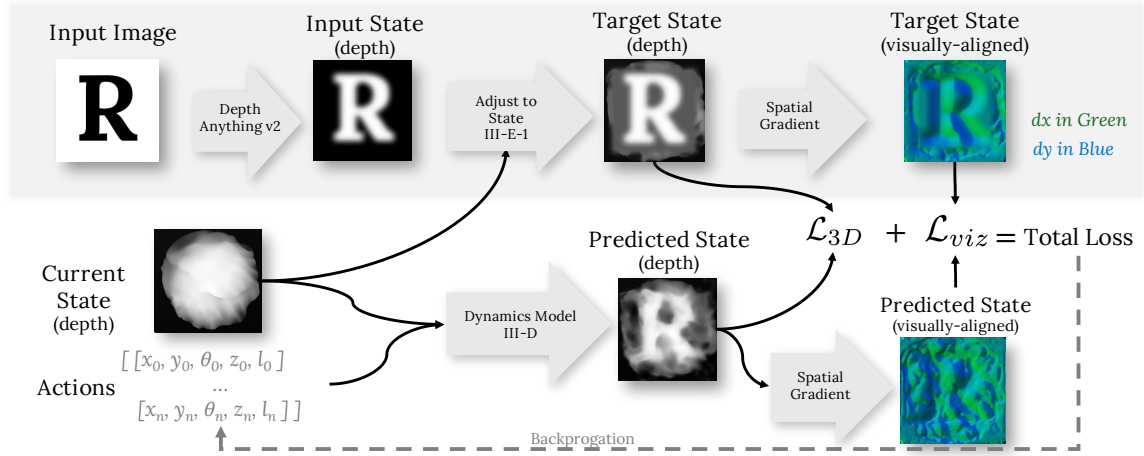 Input Image
Input State
(depth)
Target State
(depth)
Target State
(visually-aligned)
R
Depth
Anything v2
R
Adjust to
State
III-E-1
R
Spatial
Gradient
R
dx in Green
dy in Blue
Current
State
(depth)
Predicted State
(depth)
ℒ3D + ℒviz = Total Loss
Dynamics Model
III-D
R
Predicted State
(visually-aligned)
Spatial
Gradient
Actions
[ [x₀, y₀, θ₀, z₀, l₀ ]
...
[xₙ, yₙ, θₙ, zₙ, lₙ ] ]
Backprogation